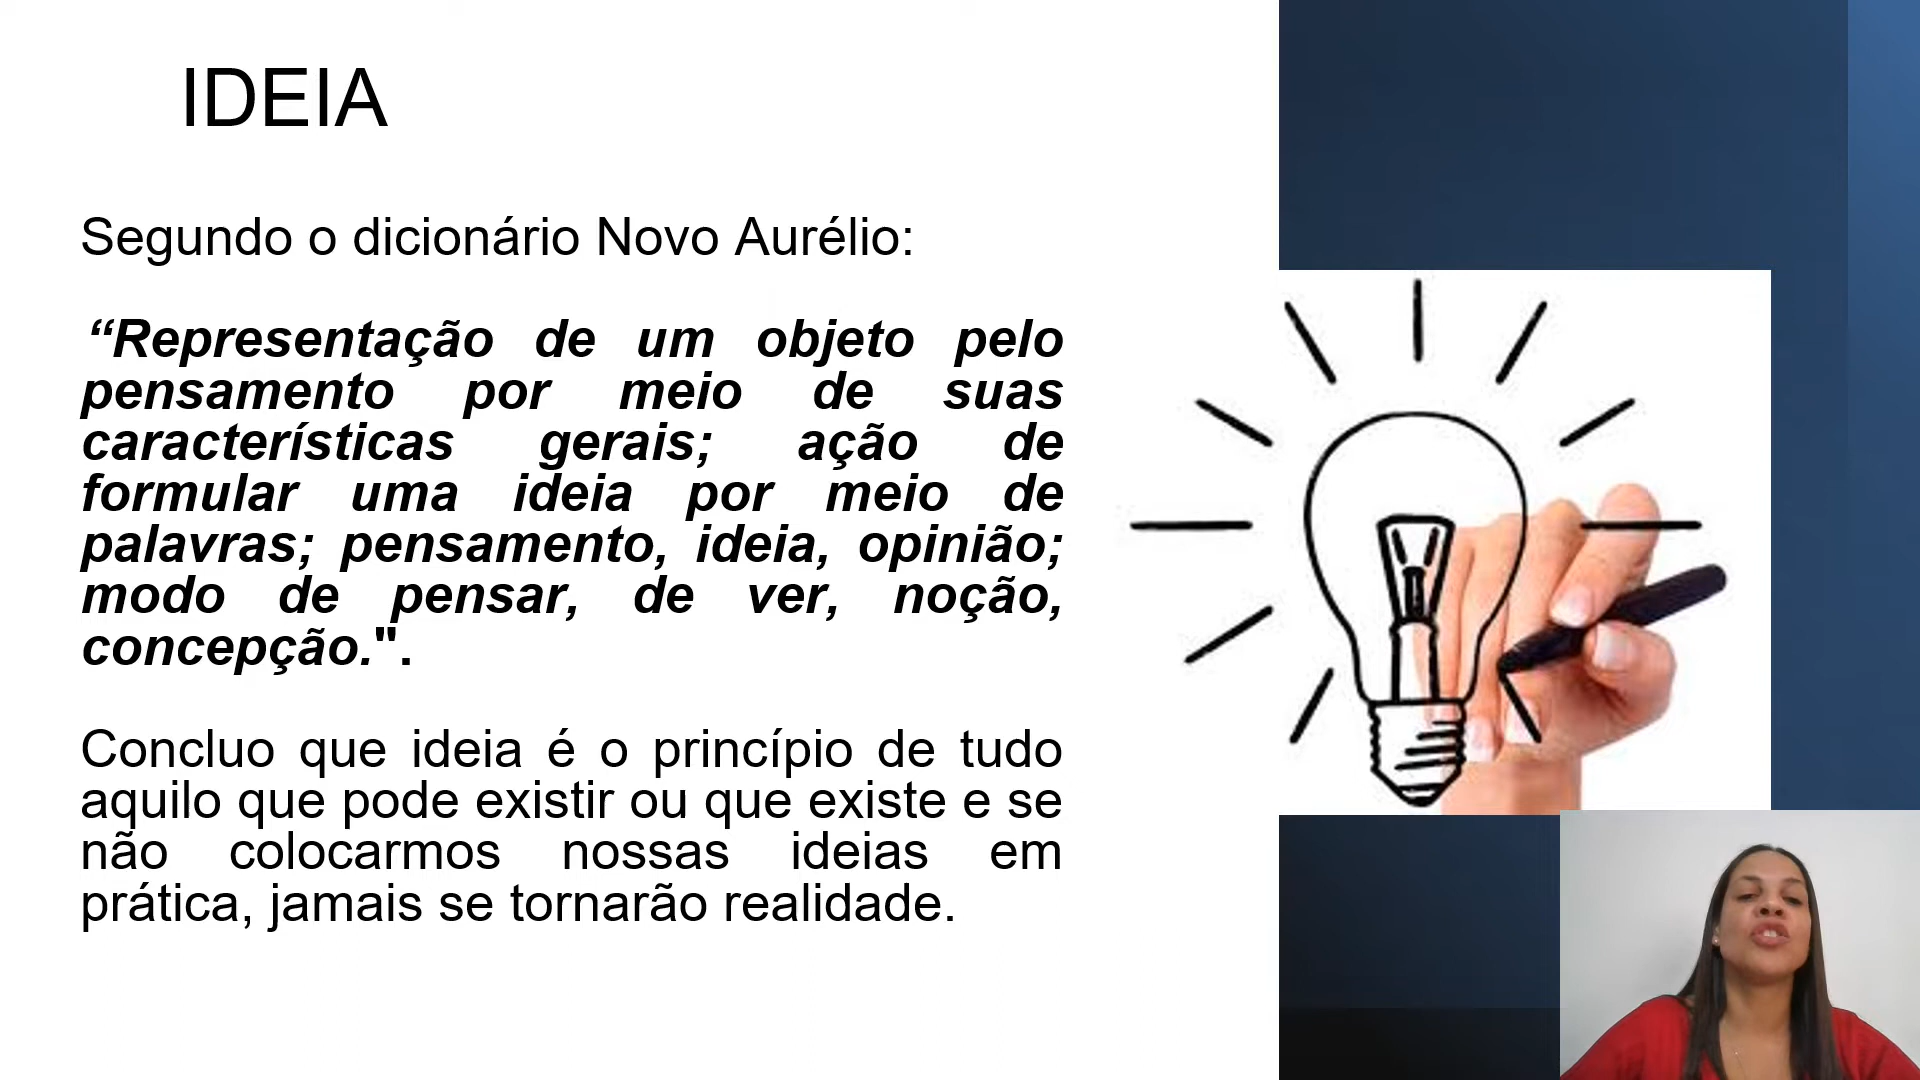 IDEIA
Segundo o dicionário Novo Aurélio:
“Representação de um objeto pelo
pensamento por meio de suas
características gerais; ação de
formular uma ideia por meio de
palavras; pensamento, ideia, opinião;
modo de pensar, de ver, noção,
concepção.".
Concluo que ideia é o princípio de tudo
aquilo que pode existir ou que existe e se
não colocarmos nossas ideias em
prática, jamais se tornarão realidade.